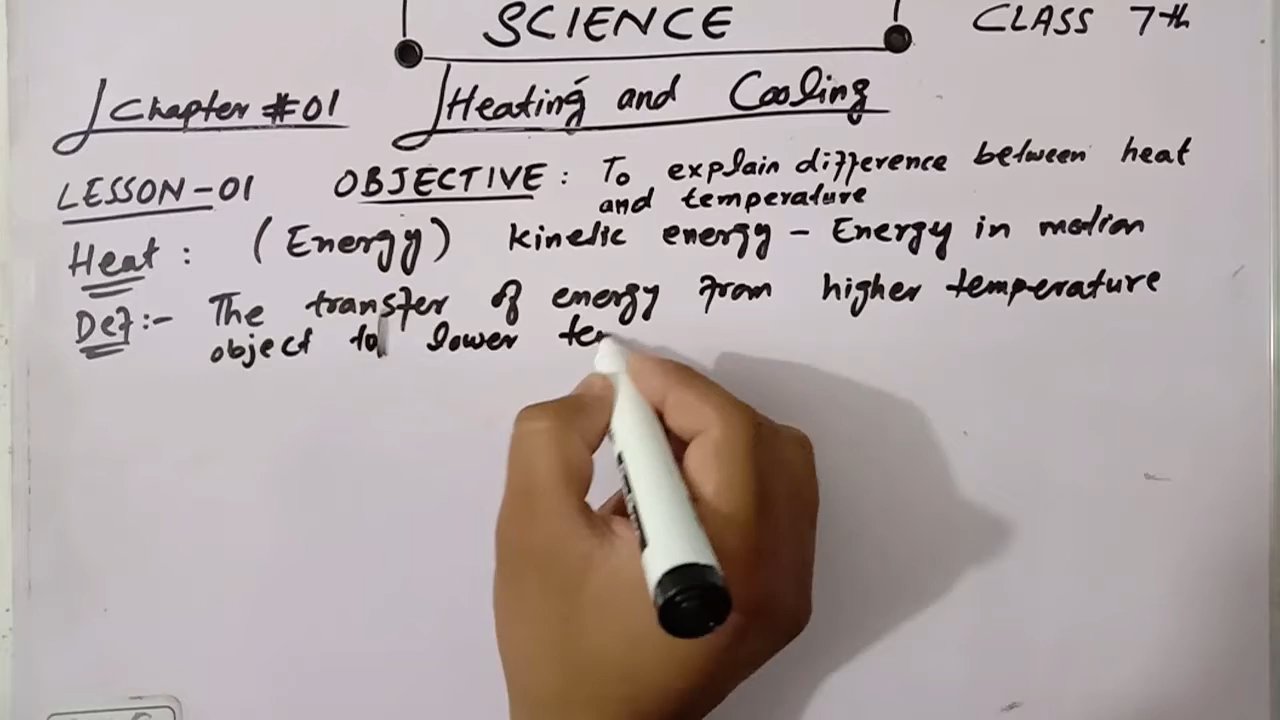 SCIENCE
CLASS 7th
Chapter #01 Heating and Cooling
LESSON-01 OBJECTIVE: To explain difference between heat
and temperature
Heat: (Energy) kinetic energy - Energy in motion
Def:- The transfer of energy from higher temperature
object to lower te